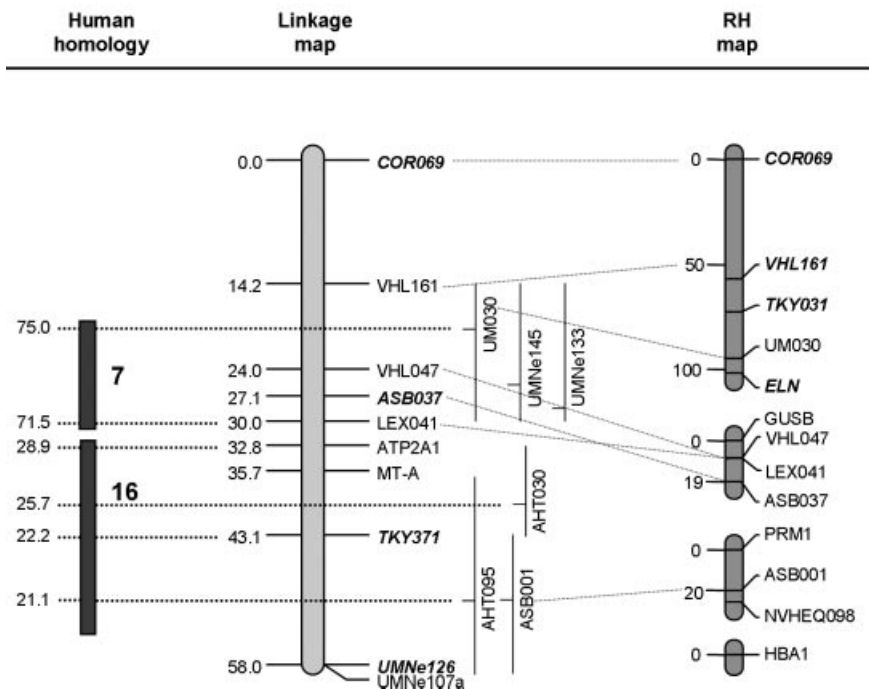 Human homology
Linkage map
RH map
0.0 COR069
14.2 VHL161
24.0 VHL047
27.1 ASB037
30.0 LEX041
32.8 ATP2A1
35.7 MT-A
43.1 TKY371
58.0 UMNe126
UMNe107a
75.0
7
71.5
28.9
16
25.7
22.2
21.1
UM030
UMNe145
UMNe133
AHT030
AHT095
ASB001
0 COR069
50 VHL161
TKY031
UM030
100
ELN
GUSB
0
VHL047
LEX041
19
ASB037
PRM1
0
ASB001
20
NVHEQ098
0 HBA1